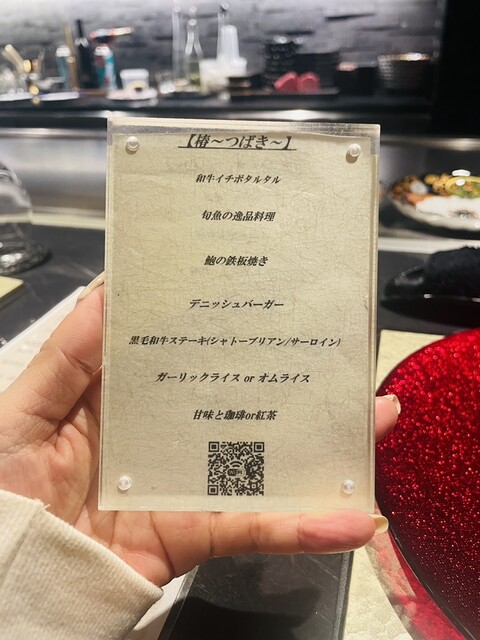 【椿～つばき～】
和牛イチボタルタル
旬魚の逸品料理
鮑の鉄板焼き
デニッシュバーガー
黒毛和牛ステーキ(シャトーブリアン/サーロイン)
ガーリックライス or オムライス
甘味と珈琲or紅茶